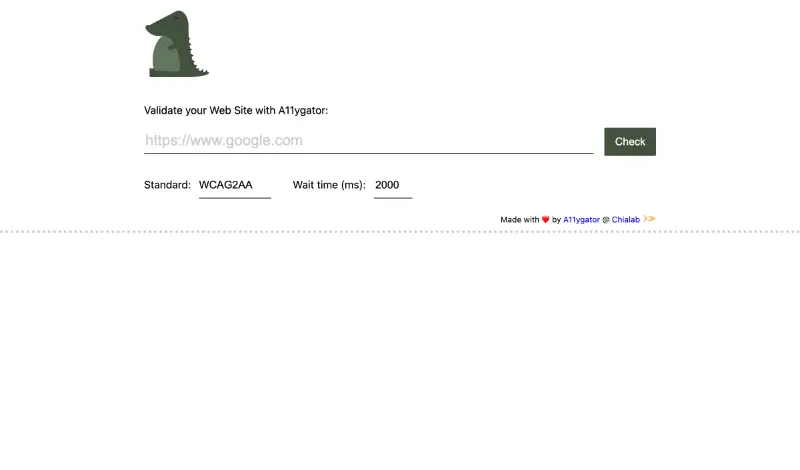 Validate your Web Site with A11ygator:
https://www.google.com
Check
Standard: WCAG2AA Wait time (ms): 2000
Made with ❤️ by A11ygator @ Chialab